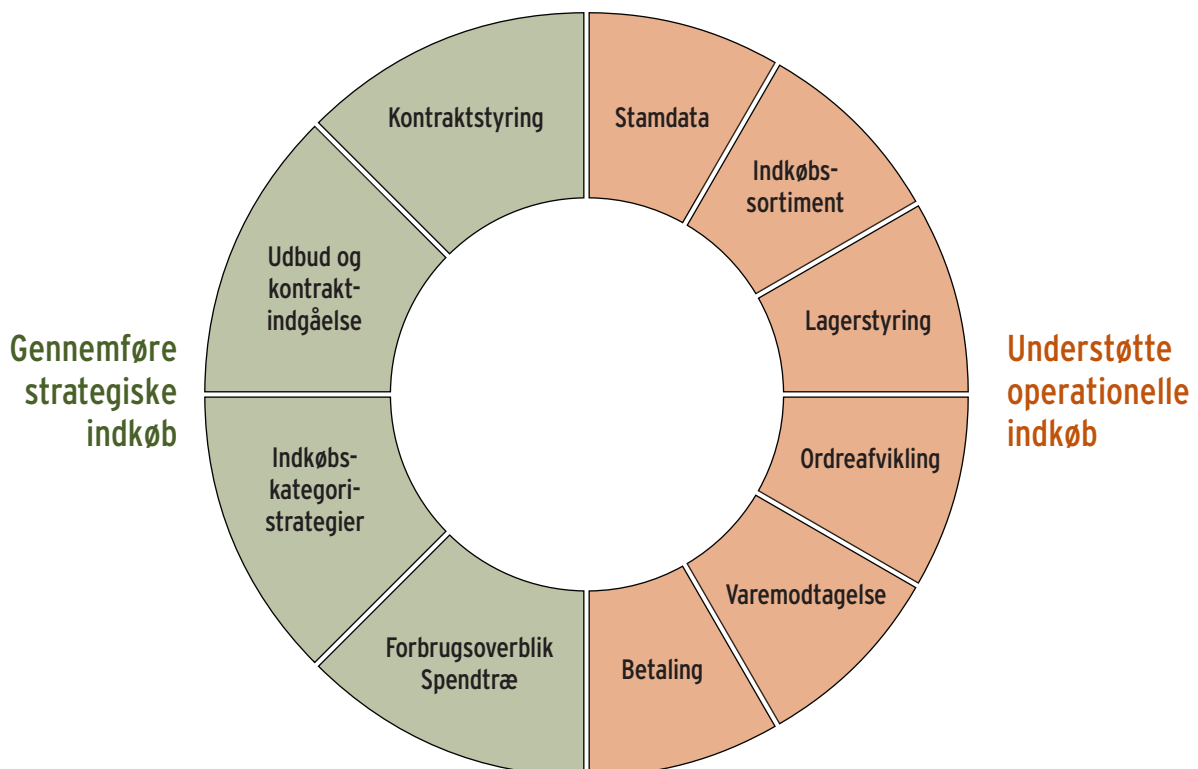 Kontraktstyring
Stamdata
Indkøbs-
sortiment
Udbud og
kontrakt-
indgåelse
Lagerstyring
Gennemføre
strategiske
indkøb
Understøtte
operationelle
indkøb
Indkøbs-
kategori-
strategier
Ordreafvikling
Varemodtagelse
Forbrugsoverblik
Spendtræ
Betaling